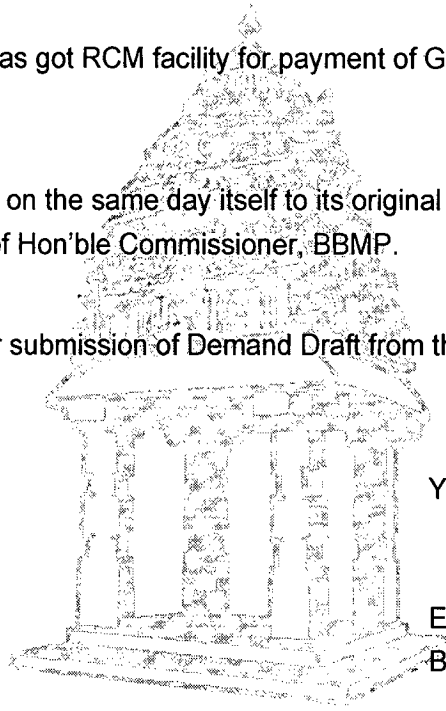 as got RCM facility for payment of G
on the same day itself to its original
of Hon'ble Commissioner, BBMP.
r submission of Demand Draft from th
Y
E
B